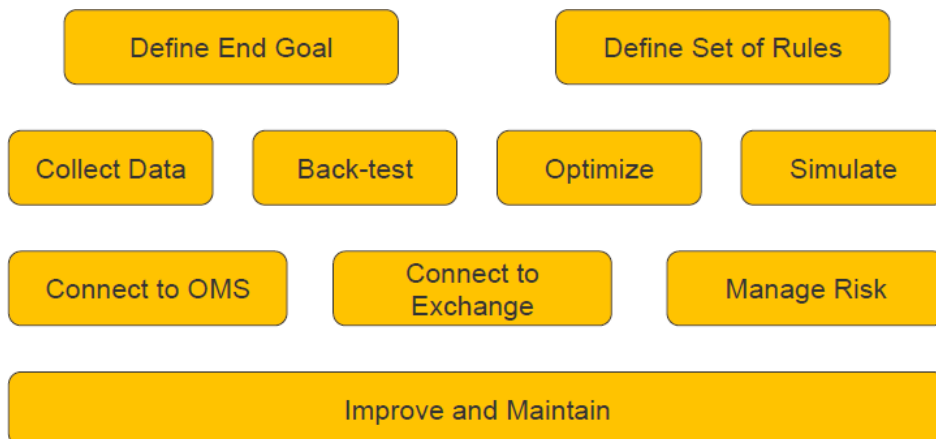 Define End Goal
Define Set of Rules
Collect Data
Back-test
Optimize
Simulate
Connect to OMS
Connect to
Exchange
Manage Risk
Improve and Maintain